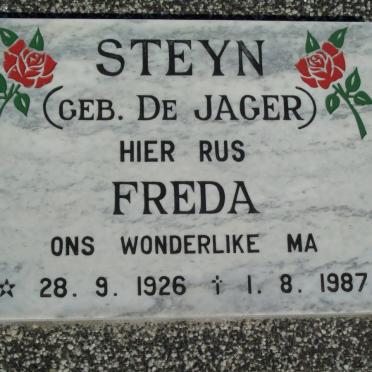 STEYN
(GEB. DE JAGER)
HIER RUS
FREDA
ONS WONDERLIKE MA
☆ 28. 9. 1926 † 1. 8. 1987